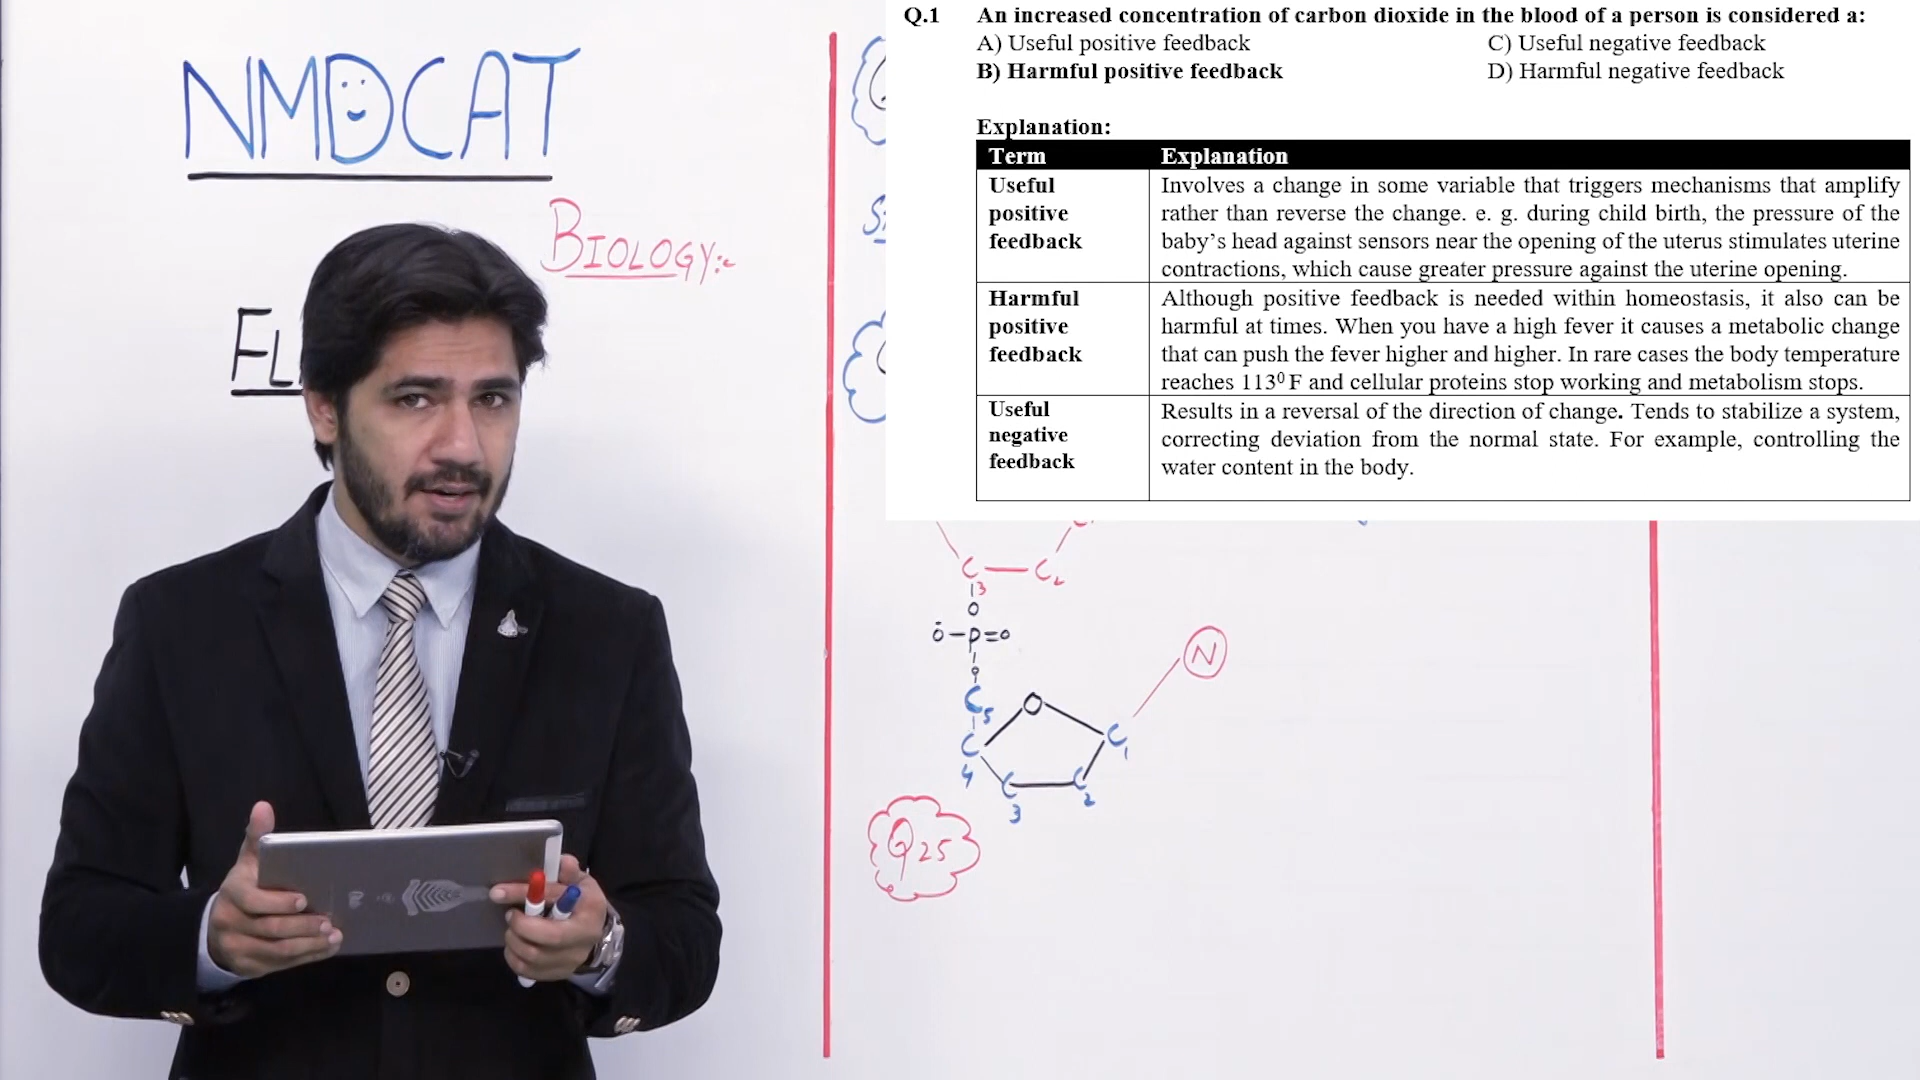 NMDCAT
BIOLOGY:-
FL
Q.1 An increased concentration of carbon dioxide in the blood of a person is considered a:
A) Useful positive feedback C) Useful negative feedback
B) Harmful positive feedback D) Harmful negative feedback
Explanation:
Term Explanation
Useful positive feedback
Involves a change in some variable that triggers mechanisms that amplify
rather than reverse the change. e. g. during child birth, the pressure of the
baby’s head against sensors near the opening of the uterus stimulates uterine
contractions, which cause greater pressure against the uterine opening.
Harmful positive feedback
Although positive feedback is needed within homeostasis, it also can be
harmful at times. When you have a high fever it causes a metabolic change
that can push the fever higher and higher. In rare cases the body temperature
reaches 113⁰ F and cellular proteins stop working and metabolism stops.
Useful negative feedback
Results in a reversal of the direction of change. Tends to stabilize a system,
correcting deviation from the normal state. For example, controlling the
water content in the body.
C3 — C2
O
O–P=O
O
C5
O
N
C4
C1
C3
C2
Q25